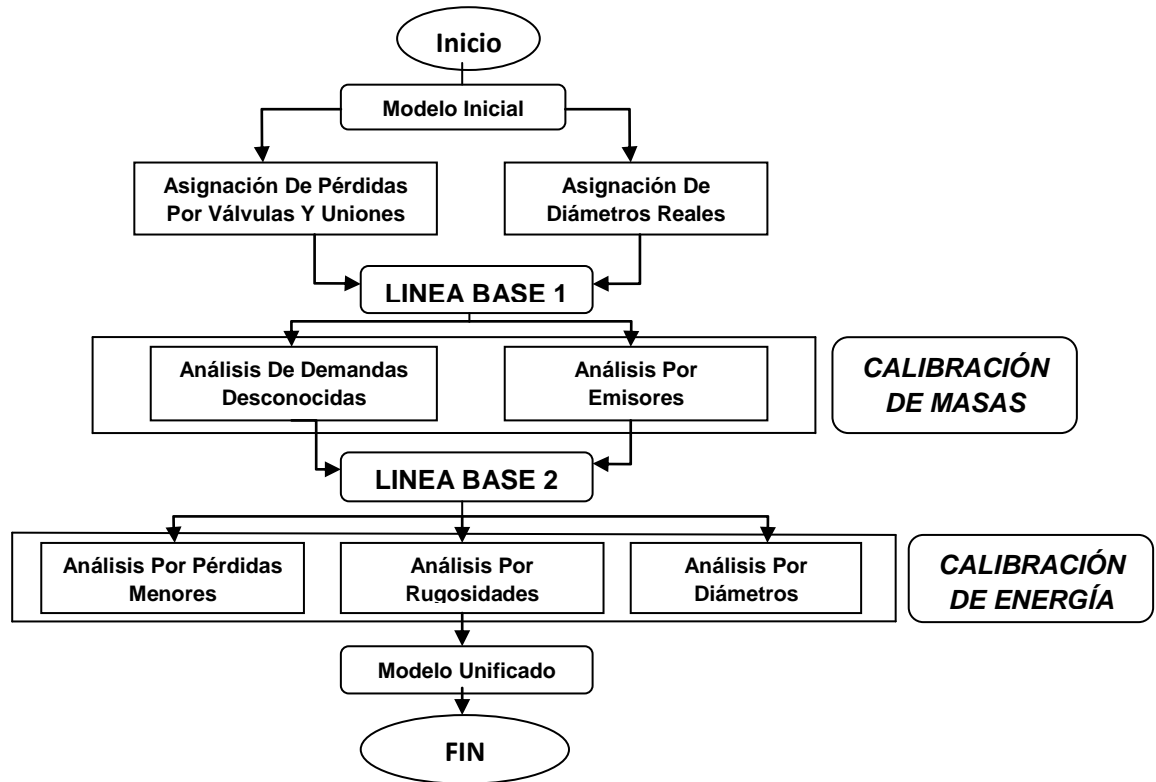 Inicio
Modelo Inicial
Asignación De Pérdidas
Por Válvulas Y Uniones
Asignación De
Diámetros Reales
LINEA BASE 1
Análisis De Demandas
Desconocidas
Análisis Por
Emisores
CALIBRACIÓN
DE MASAS
LINEA BASE 2
Análisis Por Pérdidas
Menores
Análisis Por
Rugosidades
Análisis Por
Diámetros
CALIBRACIÓN
DE ENERGÍA
Modelo Unificado
FIN